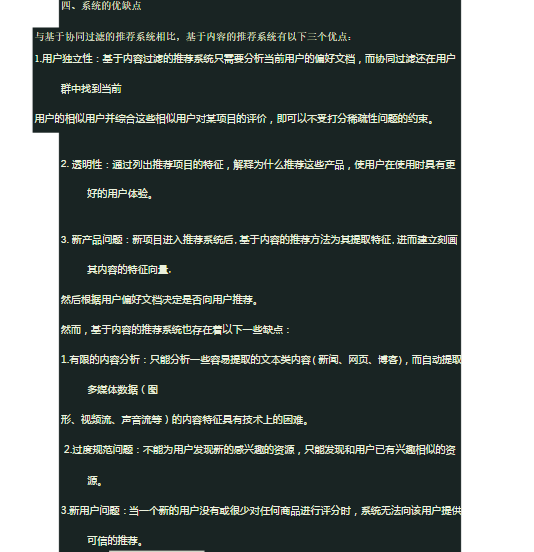 四、系统的优缺点
与基于协同过滤的推荐系统相比，基于内容的推荐系统有以下三个优点：
1.用户独立性：基于内容过滤的推荐系统只需要分析当前用户的偏好文档，而协同过滤还在用户
群中找到当前
用户的相似用户并综合这些相似用户对某项目的评价，即可以不受打分稀疏性问题的约束。
2. 透明性：通过列出推荐项目的特征，解释为什么推荐这些产品，使用户在使用时具有更
好的用户体验。
3. 新产品问题：新项目进入推荐系统后，基于内容的推荐方法为其提取特征，进而建立刻画
其内容的特征向量，
然后根据用户偏好文档决定是否向用户推荐。
然而，基于内容的推荐系统也存在着以下一些缺点：
1.有限的内容分析：只能分析一些容易提取的文本类内容（新闻、网页、博客），而自动提取
多媒体数据（图
形、视频流、声音流等）的内容特征具有技术上的困难。
2.过度规范问题：不能为用户发现新的感兴趣的资源，只能发现和用户已有兴趣相似的资
源。
3.新用户问题：当一个新的用户没有或很少对任何商品进行评分时，系统无法向该用户提供
可信的推荐。